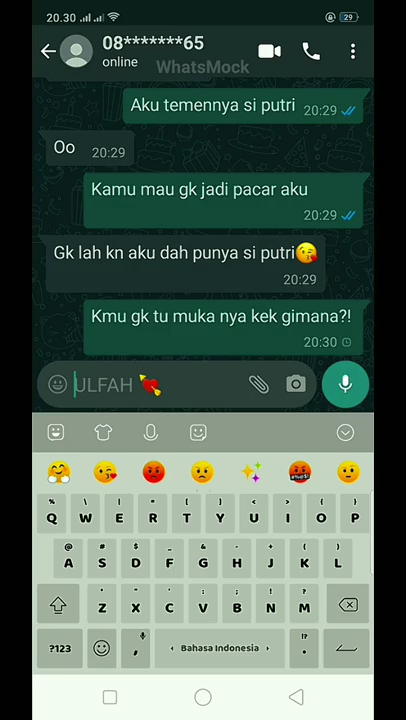 20.30
29
08*******65
online
WhatsMock
Aku temennya si putri 20:29
Oo 20:29
Kamu mau gk jadi pacar aku
20:29
Gk lah kn aku dah punya si putri😘
20:29
Kmu gk tu muka nya kek gimana?!
20:30
ULFAH 💘
% \ | = [ ] < > { }
Q W E R T Y U I O P
@ # $ _ & - + ( )
A S D F G H J K L
* " ' : ; ! ?
Z X C V B N M
?123 , Bahasa Indonesia !? .